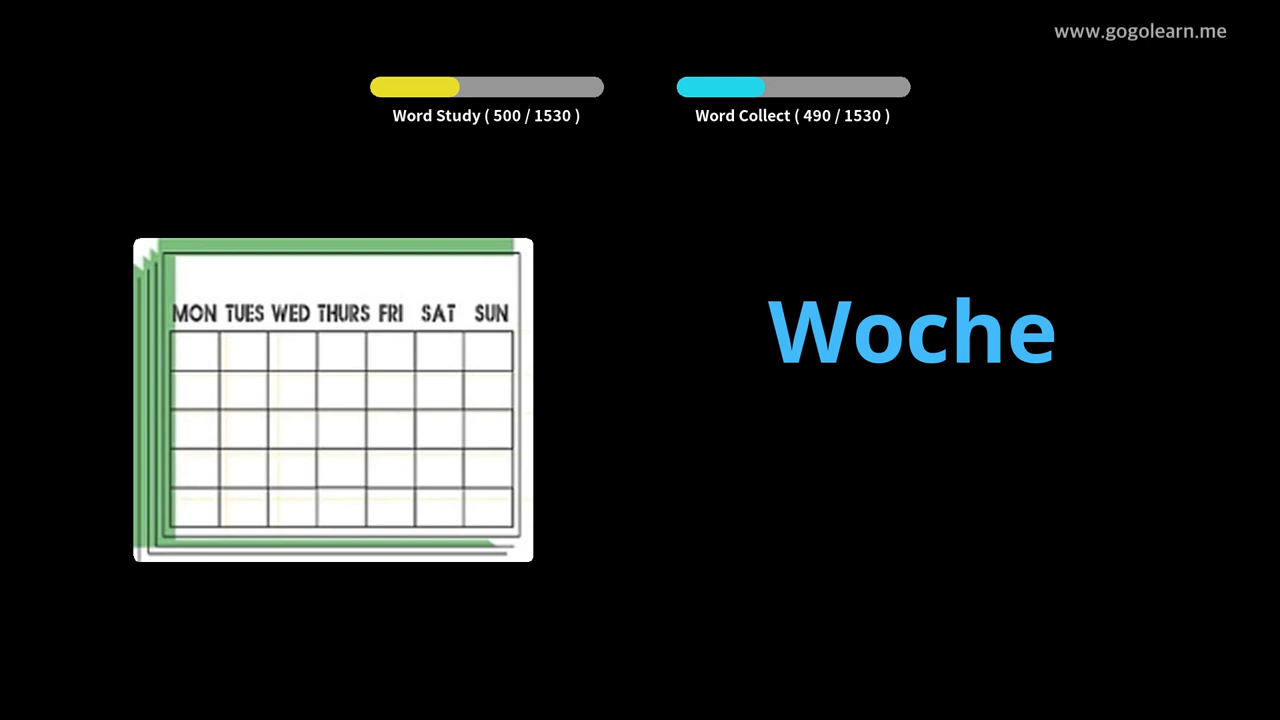 www.gogolearn.me
Word Study ( 500 / 1530 )
Word Collect ( 490 / 1530 )
MON TUES WED THURS FRI SAT SUN
Woche